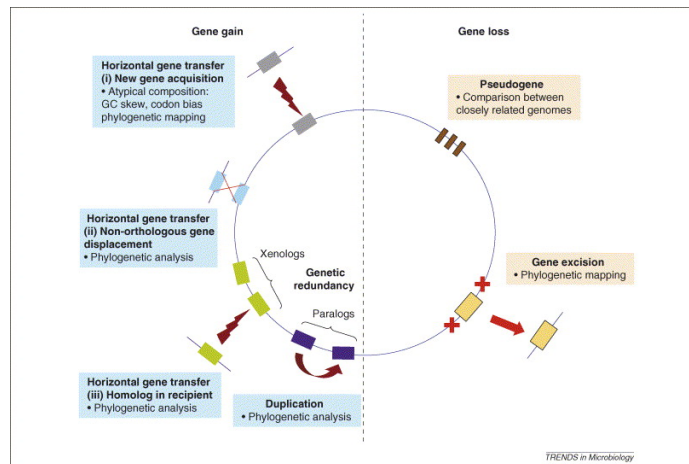 Gene gain
Gene loss
Horizontal gene transfer
(i) New gene acquisition
• Atypical composition:
GC skew, codon bias
phylogenetic mapping
Pseudogene
• Comparison between
closely related genomes
Horizontal gene transfer
(ii) Non-orthologous gene
displacement
• Phylogenetic analysis
Xenologs
Genetic
redundancy
Paralogs
Gene excision
• Phylogenetic mapping
Horizontal gene transfer
(iii) Homolog in recipient
• Phylogenetic analysis
Duplication
• Phylogenetic analysis
TRENDS in Microbiology